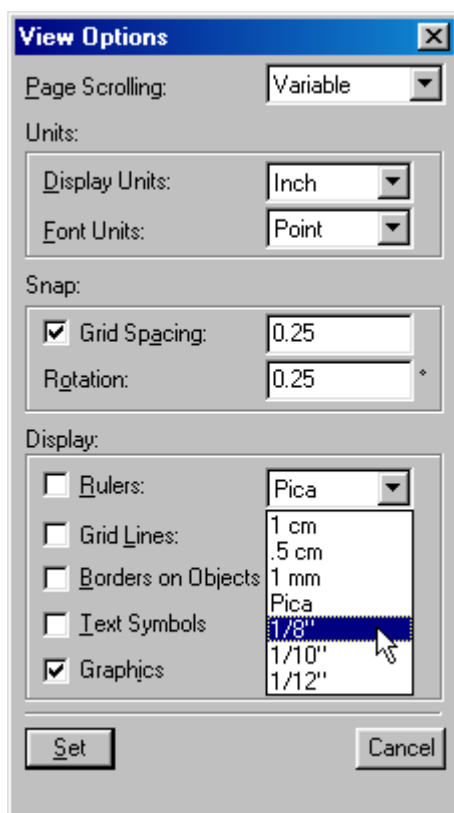 View Options
Page Scrolling: Variable
Units:
Display Units: Inch
Font Units: Point
Snap:
Grid Spacing: 0.25
Rotation: 0.25 °
Display:
Rulers: Pica
Grid Lines:
Borders on Objects
Text Symbols
Graphics
1 cm
.5 cm
1 mm
Pica
1/8"
1/10"
1/12"
Set Cancel